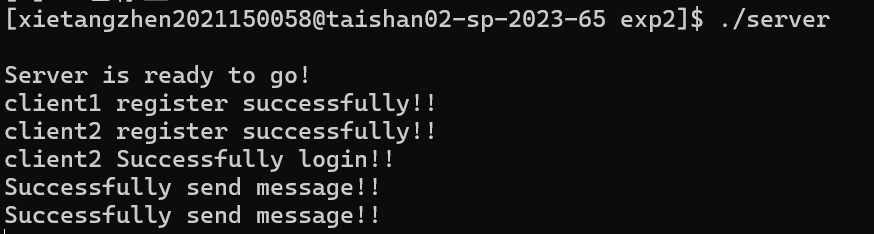 [xietangzhen2021150058@taishan02-sp-2023-65 exp2]$ ./server
Server is ready to go!
client1 register successfully!!
client2 register successfully!!
client2 Successfully login!!
Successfully send message!!
Successfully send message!!